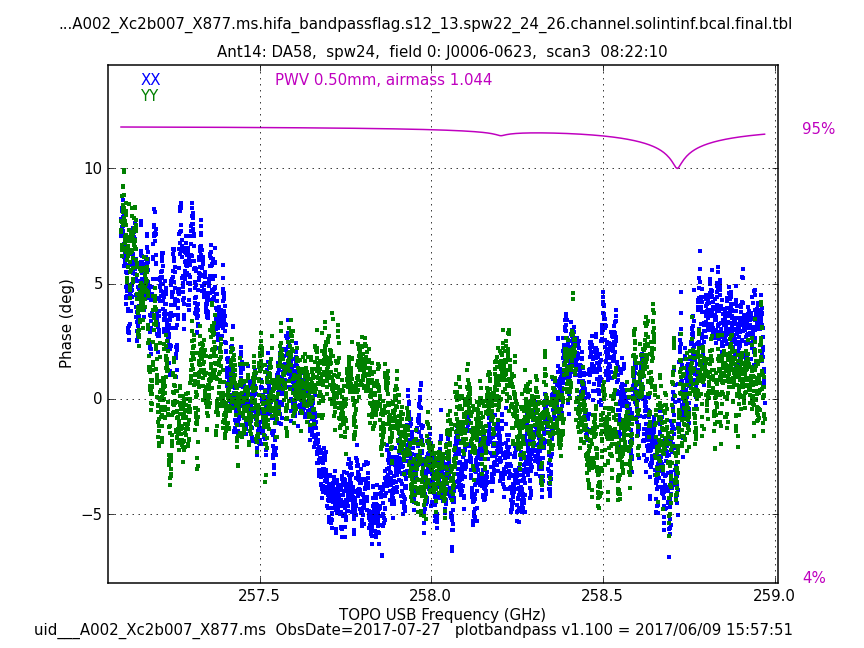 ...A002_Xc2b007_X877.ms.hifa_bandpassflag.s12_13.spw22_24_26.channel.solintinf.bcal.final.tbl
Ant14: DA58, spw24, field 0: J0006-0623, scan3 08:22:10
XX
PWV 0.50mm, airmass 1.044
YY
95%
10
5
0
−5
Phase (deg)
4%
257.5
258.0
258.5
259.0
TOPO USB Frequency (GHz)
uid___A002_Xc2b007_X877.ms ObsDate=2017-07-27 plotbandpass v1.100 = 2017/06/09 15:57:51